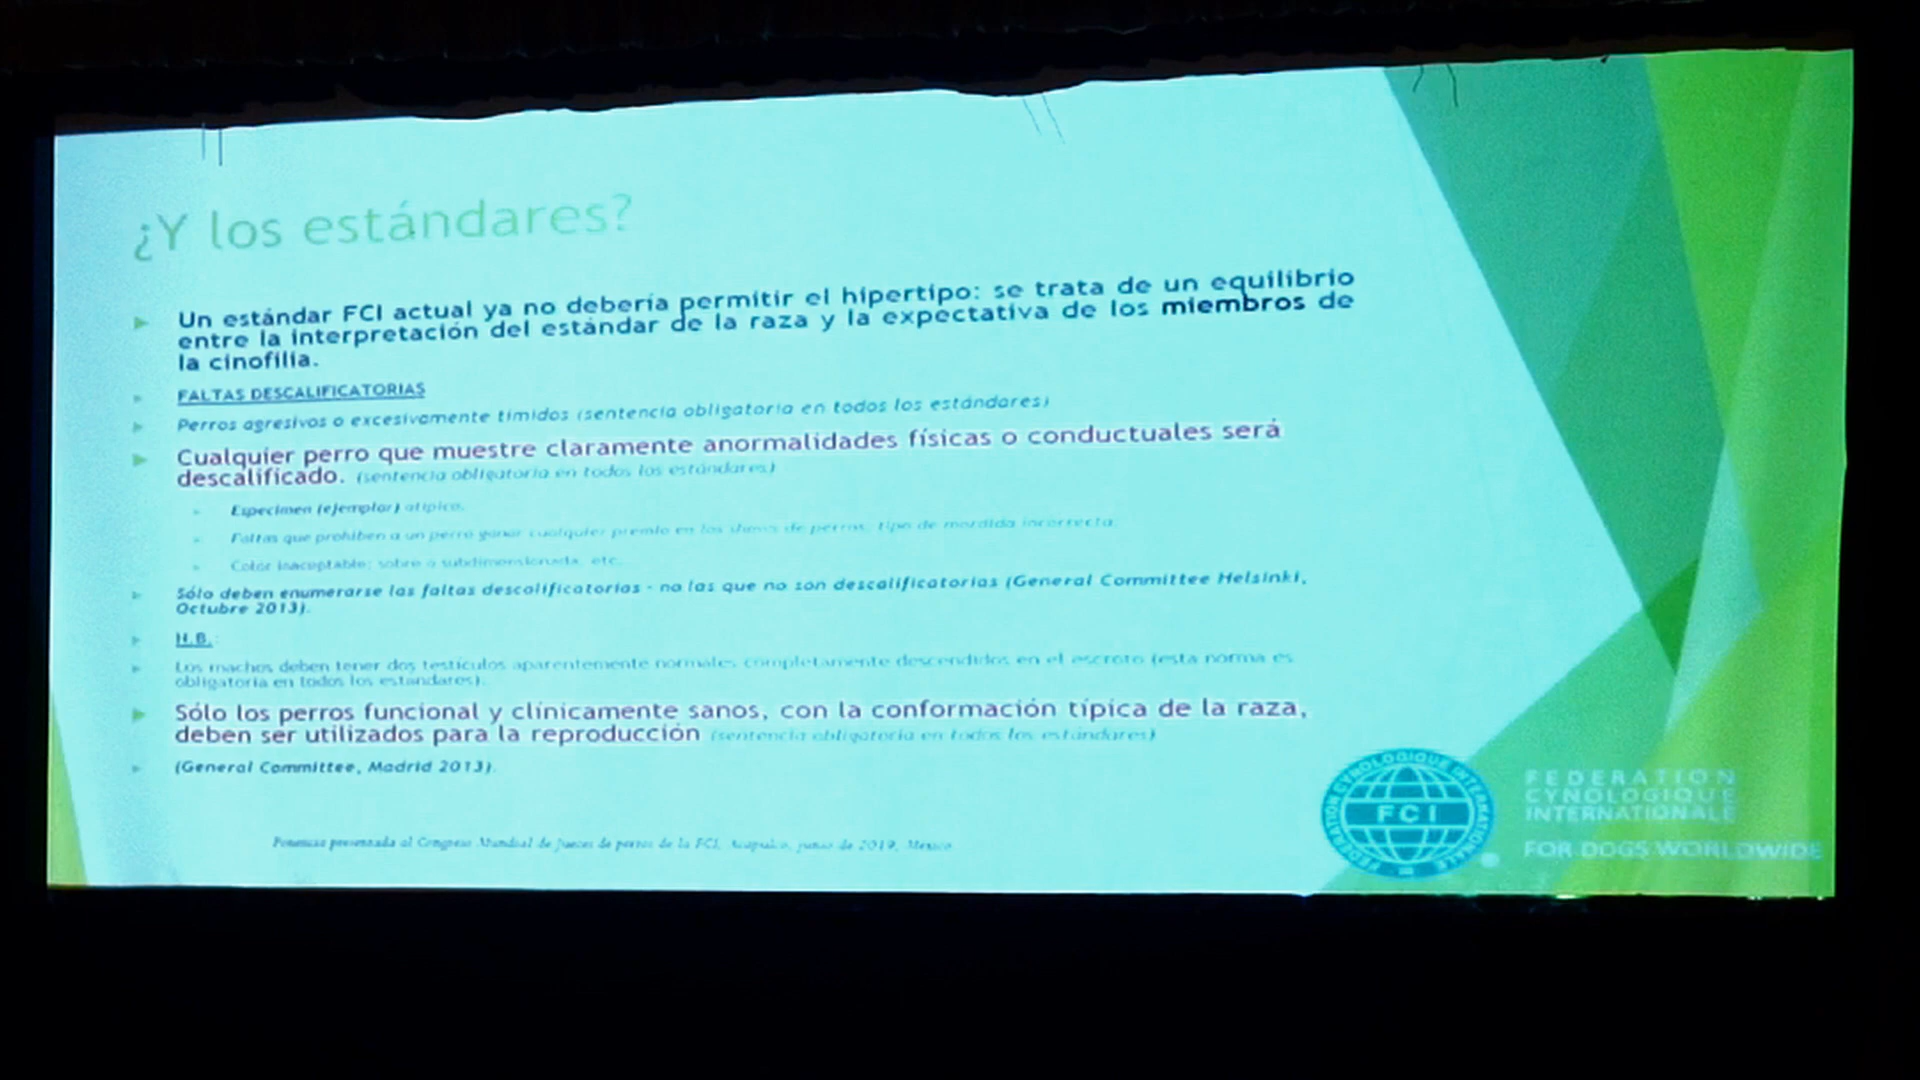 ¿Y los estándares?
Un estándar FCI actual ya no debería permitir el hipertipo: se trata de un equilibrio
entre la interpretación del estándar de la raza y la expectativa de los miembros de
la cinofilia.
FALTAS DESCALIFICATORIAS
Perros agresivos o excesivamente tímidos (sentencia obligatoria en todos los estándares)
Cualquier perro que muestre claramente anormalidades físicas o conductuales será
descalificado. (sentencia obligatoria en todos los estándares)
Especimen (ejemplar) atípico.
Faltas que prohíben a un perro ganar cualquier premio en los shows de perros: tipo de mordida incorrecta.
Color inaceptable; sobre o subdimensionada, etc.
Sólo deben enumerarse las faltas descalificatorias - no las que no son descalificatorias (General Committee Helsinki,
Octubre 2013).
N.B.:
Los machos deben tener dos testículos aparentemente normales completamente descendidos en el escroto (esta norma es
obligatoria en todos los estándares).
Sólo los perros funcional y clínicamente sanos, con la conformación típica de la raza,
deben ser utilizados para la reproducción (sentencia obligatoria en todos los estándares)
(General Committee, Madrid 2013).
Ponencia presentada al Congreso Mundial de Jueces de perros de la FCI, Acapulco, junio de 2019, Mexico
FEDERATION CYNOLOGIQUE INTERNATIONALE
FCI
FEDERATION
CYNOLOGIQUE
INTERNATIONALE
FOR DOGS WORLDWIDE